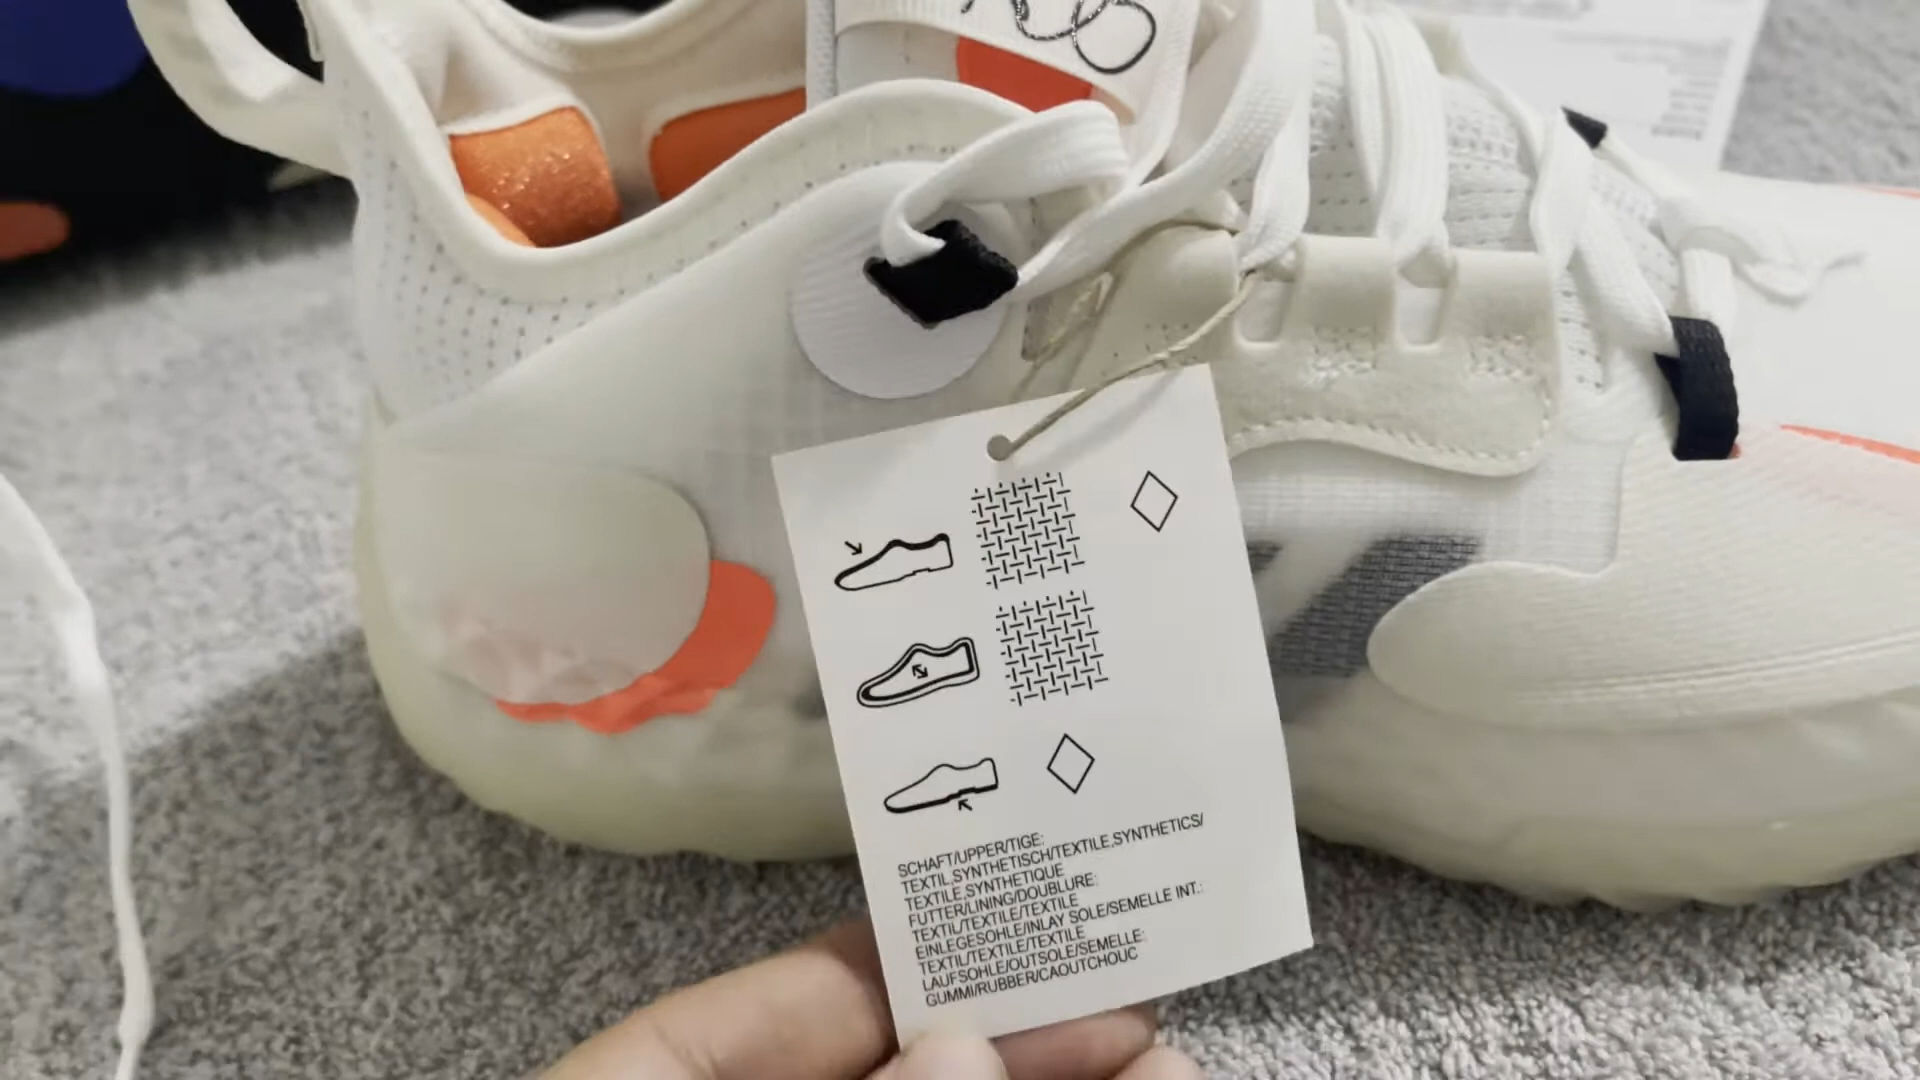 SCHAFT/UPPER/TIGE:
TEXTIL,SYNTHETISCH/TEXTILE,SYNTHETICS/
TEXTILE,SYNTHETIQUE
FUTTER/LINING/DOUBLURE:
TEXTIL/TEXTILE/TEXTILE
EINLEGESOHLE/INLAY SOLE/SEMELLE INT.:
TEXTIL/TEXTILE/TEXTILE
LAUFSOHLE/OUTSOLE/SEMELLE:
GUMMI/RUBBER/CAOUTCHOUC